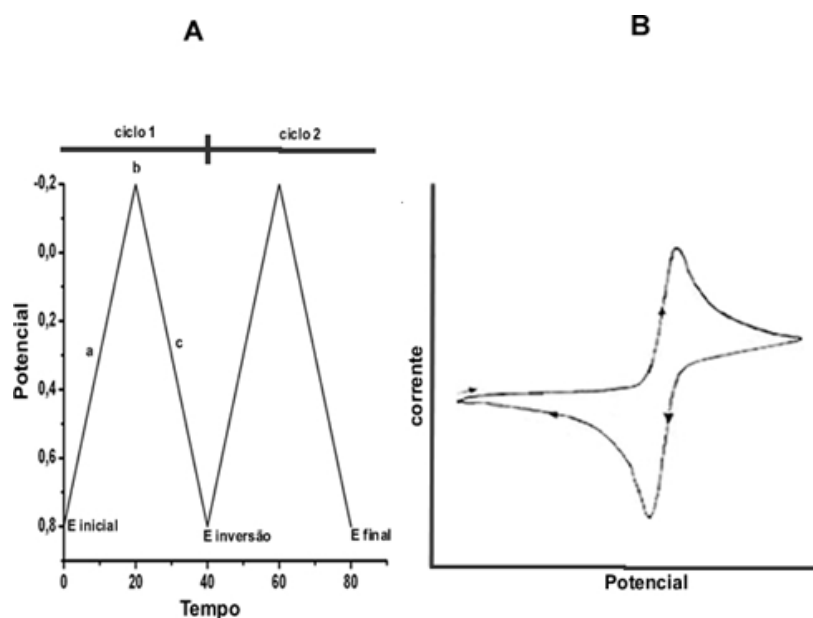 A
B
ciclo 1
ciclo 2
b
-0,2
0,0
0,2
0,4
0,6
0,8
Potencial
a
c
E inicial
E inversão
E final
0
20
40
60
80
Tempo
corrente
Potencial